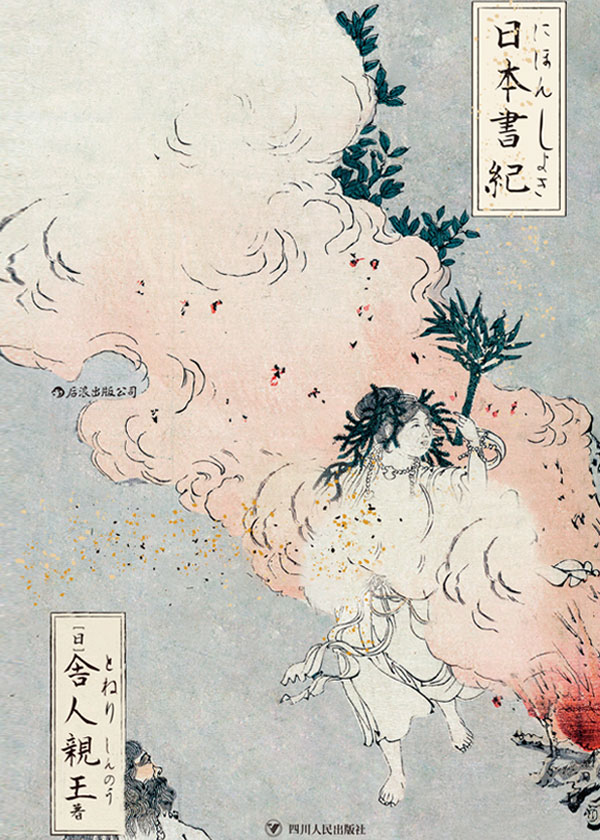 日本書紀
にほんしょき
后浪出版公司
[日]舎人親王 著
とねりしんのう
四川人民出版社